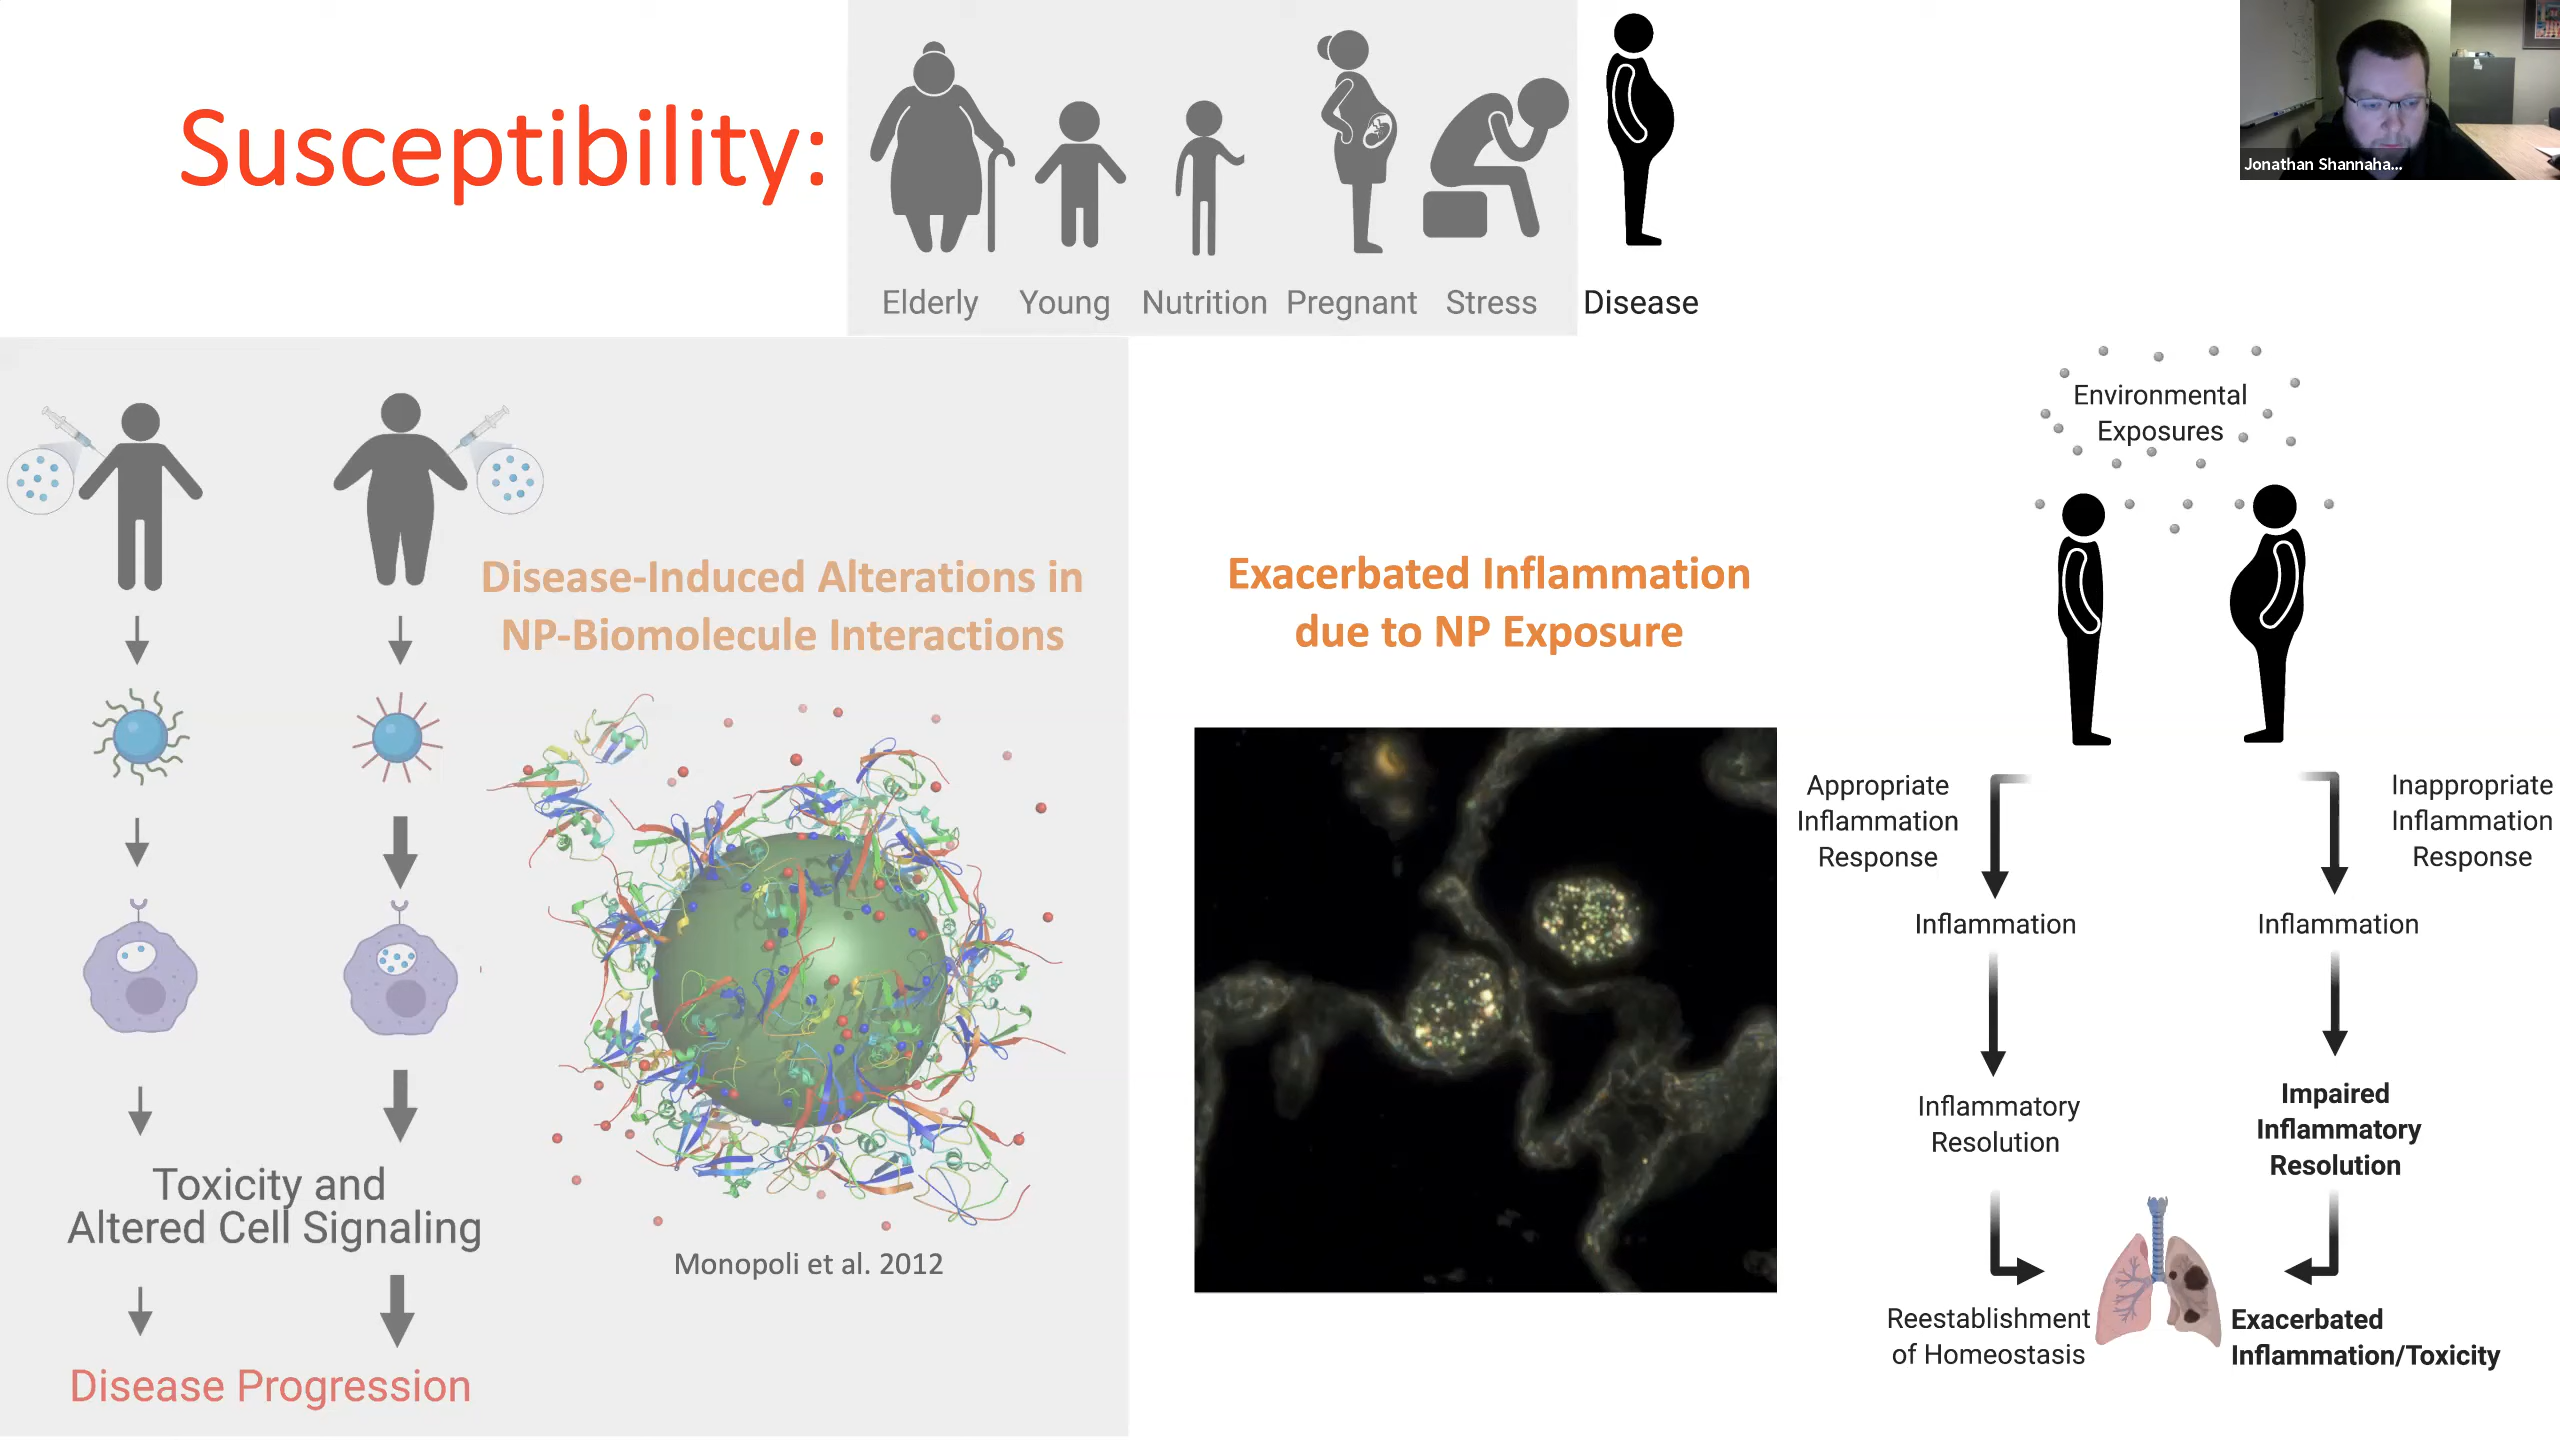 Susceptibility:
Elderly
Young
Nutrition
Pregnant
Stress
Disease
Jonathan Shannaha...
Disease-Induced Alterations in
NP-Biomolecule Interactions
Toxicity and
Altered Cell Signaling
Disease Progression
Monopoli et al. 2012
Exacerbated Inflammation
due to NP Exposure
Environmental
Exposures
Appropriate
Inflammation
Response
Inflammation
Inflammatory
Resolution
Reestablishment
of Homeostasis
Inappropriate
Inflammation
Response
Inflammation
Impaired
Inflammatory
Resolution
Exacerbated
Inflammation/Toxicity